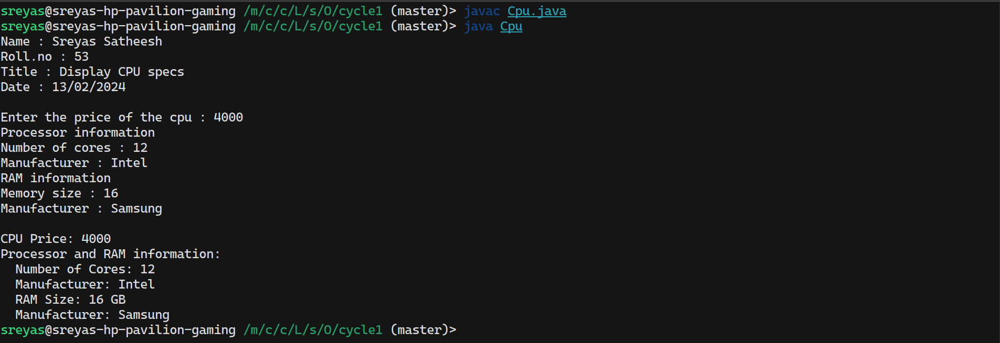 sreyas@sreyas-hp-pavilion-gaming /m/c/c/L/s/O/cycle1 (master)> javac Cpu.java
sreyas@sreyas-hp-pavilion-gaming /m/c/c/L/s/O/cycle1 (master)> java Cpu
Name : Sreyas Satheesh
Roll.no : 53
Title : Display CPU specs
Date : 13/02/2024

Enter the price of the cpu : 4000
Processor information
Number of cores : 12
Manufacturer : Intel
RAM information
Memory size : 16
Manufacturer : Samsung

CPU Price: 4000
Processor and RAM information:
  Number of Cores: 12
  Manufacturer: Intel
  RAM Size: 16 GB
  Manufacturer: Samsung
sreyas@sreyas-hp-pavilion-gaming /m/c/c/L/s/O/cycle1 (master)>